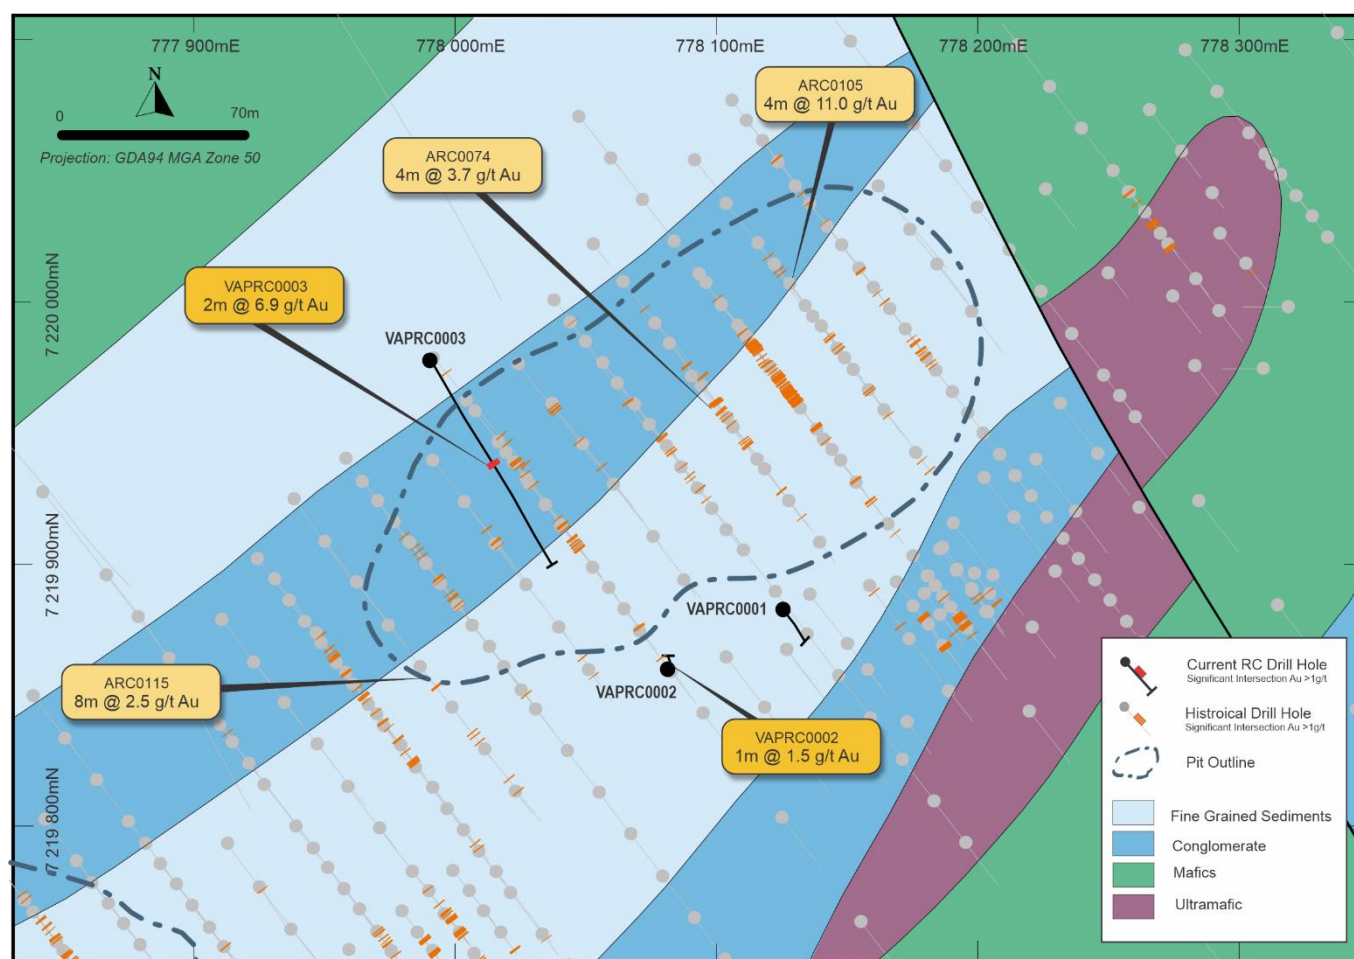 777 900mE
778 000mE
778 100mE
778 200mE
778 300mE
N
0
70m
Projection: GDA94 MGA Zone 50
ARC0105
4m @ 11.0 g/t Au
ARC0074
4m @ 3.7 g/t Au
VAPRC0003
2m @ 6.9 g/t Au
7 220 000mN
VAPRC0003
7 219 900mN
VAPRC0001
VAPRC0002
ARC0115
8m @ 2.5 g/t Au
VAPRC0002
1m @ 1.5 g/t Au
7 219 800mN
Current RC Drill Hole
Significant Intersection Au >1g/t
Histroical Drill Hole
Significant Intersection Au >1g/t
Pit Outline
Fine Grained Sediments
Conglomerate
Mafics
Ultramafic